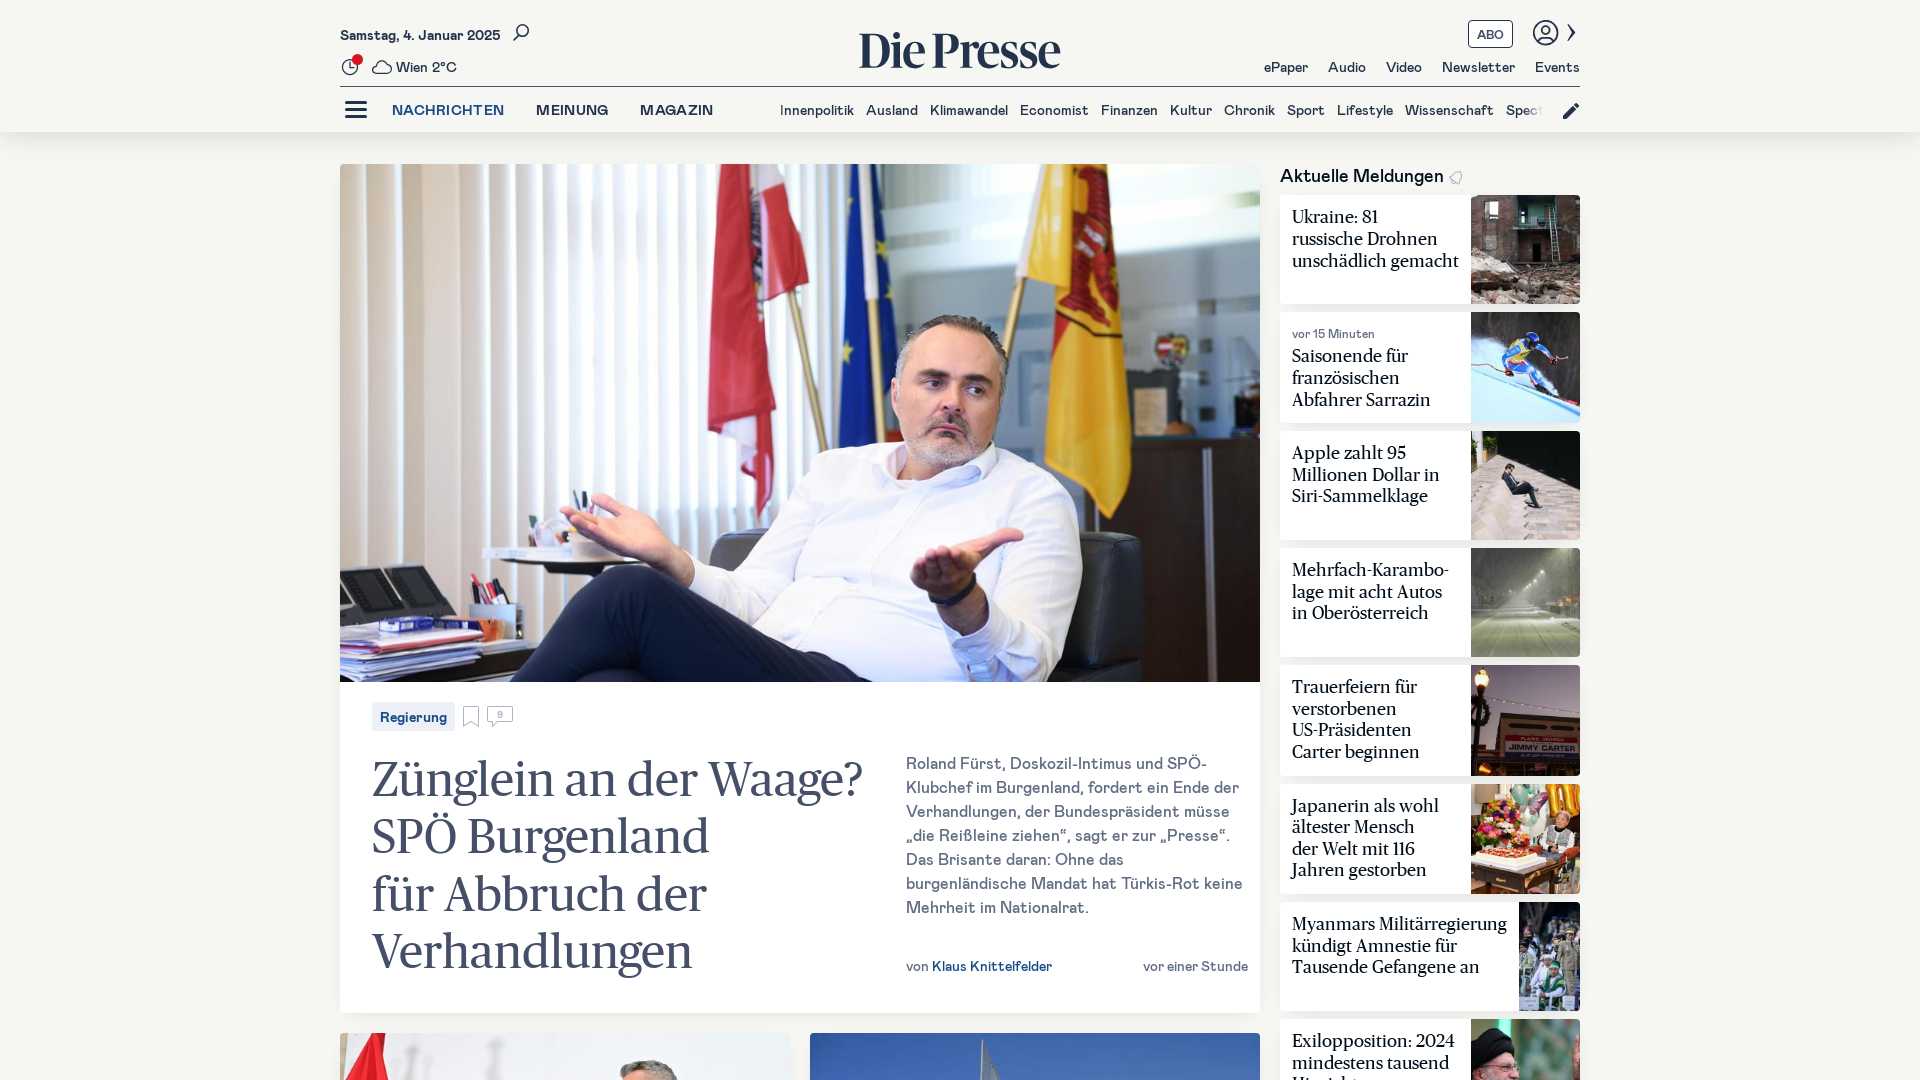 Samstag, 4. Januar 2025
Wien 2°C
Die Presse
ABO
ePaper
Audio
Video
Newsletter
Events
NACHRICHTEN
MEINUNG
MAGAZIN
Innenpolitik
Ausland
Klimawandel
Economist
Finanzen
Kultur
Chronik
Sport
Lifestyle
Wissenschaft
Spect
Regierung
9
Zünglein an der Waage?
SPÖ Burgenland
für Abbruch der
Verhandlungen
Roland Fürst, Doskozil-Intimus und SPÖ-
Klubchef im Burgenland, fordert ein Ende der
Verhandlungen, der Bundespräsident müsse
„die Reißleine ziehen“, sagt er zur „Presse“.
Das Brisante daran: Ohne das
burgenländische Mandat hat Türkis-Rot keine
Mehrheit im Nationalrat.
von Klaus Knittelfelder
vor einer Stunde
Aktuelle Meldungen
Ukraine: 81
russische Drohnen
unschädlich gemacht
vor 15 Minuten
Saisonende für
französischen
Abfahrer Sarrazin
Apple zahlt 95
Millionen Dollar in
Siri-Sammelklage
Mehrfach-Karambo-
lage mit acht Autos
in Oberösterreich
Trauerfeiern für
verstorbenen
US-Präsidenten
Carter beginnen
JIMMY CARTER
Japanerin als wohl
ältester Mensch
der Welt mit 116
Jahren gestorben
Myanmars Militärregierung
kündigt Amnestie für
Tausende Gefangene an
Exilopposition: 2024
mindestens tausend